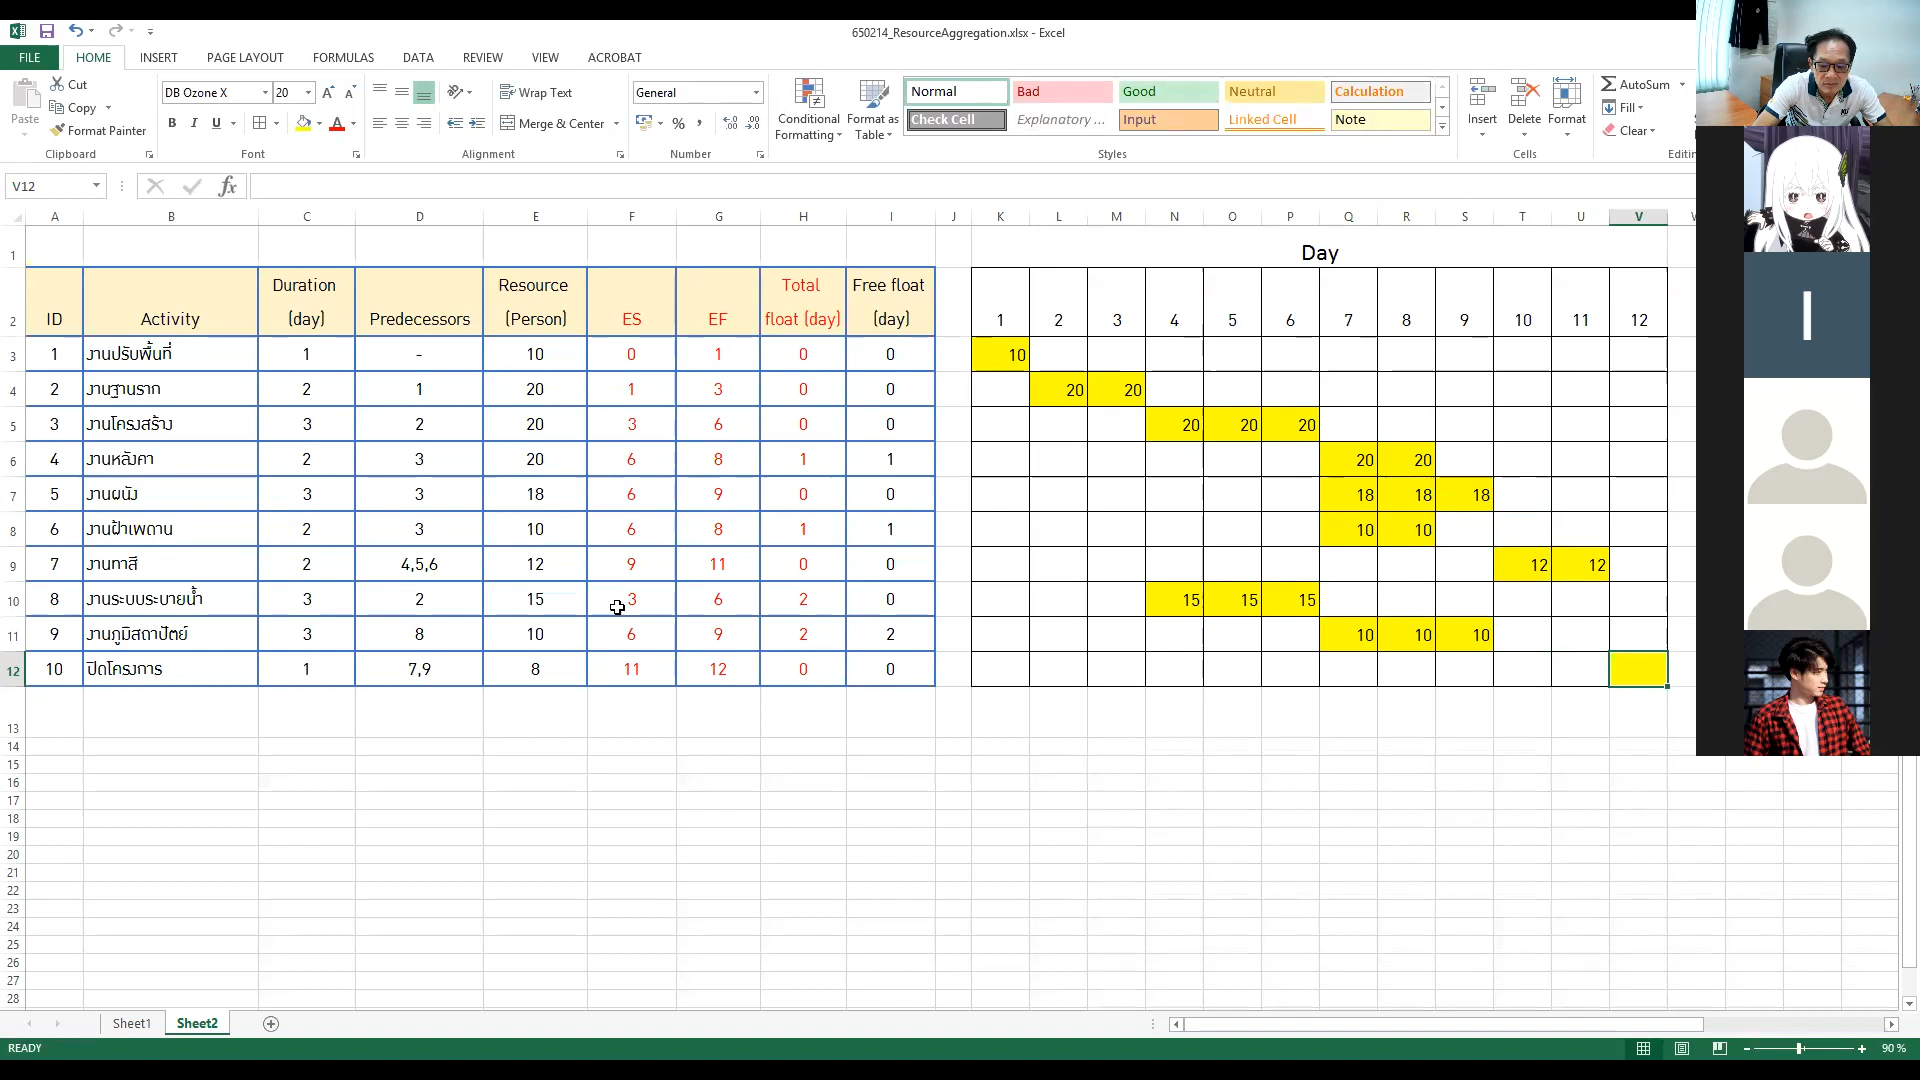 650214_ResourceAggregation.xlsx - Excel
FILE HOME INSERT PAGE LAYOUT FORMULAS DATA REVIEW VIEW ACROBAT
Paste Cut Copy Format Painter Clipboard
DB Ozone X 20 B I U Font
Wrap Text Merge & Center Alignment
General % Number
Conditional Formatting Format as Table
Normal Bad Good Neutral Calculation
Check Cell Explanatory ... Input Linked Cell Note
Styles
Insert Delete Format Cells
AutoSum Fill Clear
V12 fx
A B C D E F G H I J K L M N O P Q R S T U V
1 Day
2 ID Activity Duration (day) Predecessors Resource (Person) ES EF Total float (day) Free float (day) 1 2 3 4 5 6 7 8 9 10 11 12
3 1 งานปรับพื้นที่ 1 - 10 0 1 0 0 10
4 2 งานฐานราก 2 1 20 1 3 0 0 20 20
5 3 งานโครงสร้าง 3 2 20 3 6 0 0 20 20 20
6 4 งานหลังคา 2 3 20 6 8 1 1 20 20
7 5 งานผนัง 3 3 18 6 9 0 0 18 18 18
8 6 งานฝ้าเพดาน 2 3 10 6 8 1 1 10 10
9 7 งานทาสี 2 4,5,6 12 9 11 0 0 12 12
10 8 งานระบบระบายน้ำ 3 2 15 3 6 2 0 15 15 15
11 9 งานภูมิสถาปัตย์ 3 8 10 6 9 2 2 10 10 10
12 10 ปิดโครงการ 1 7,9 8 11 12 0 0
13
14
15
16
17
18
19
20
21
22
23
24
25
26
27
28
Sheet1 Sheet2
READY 90 %